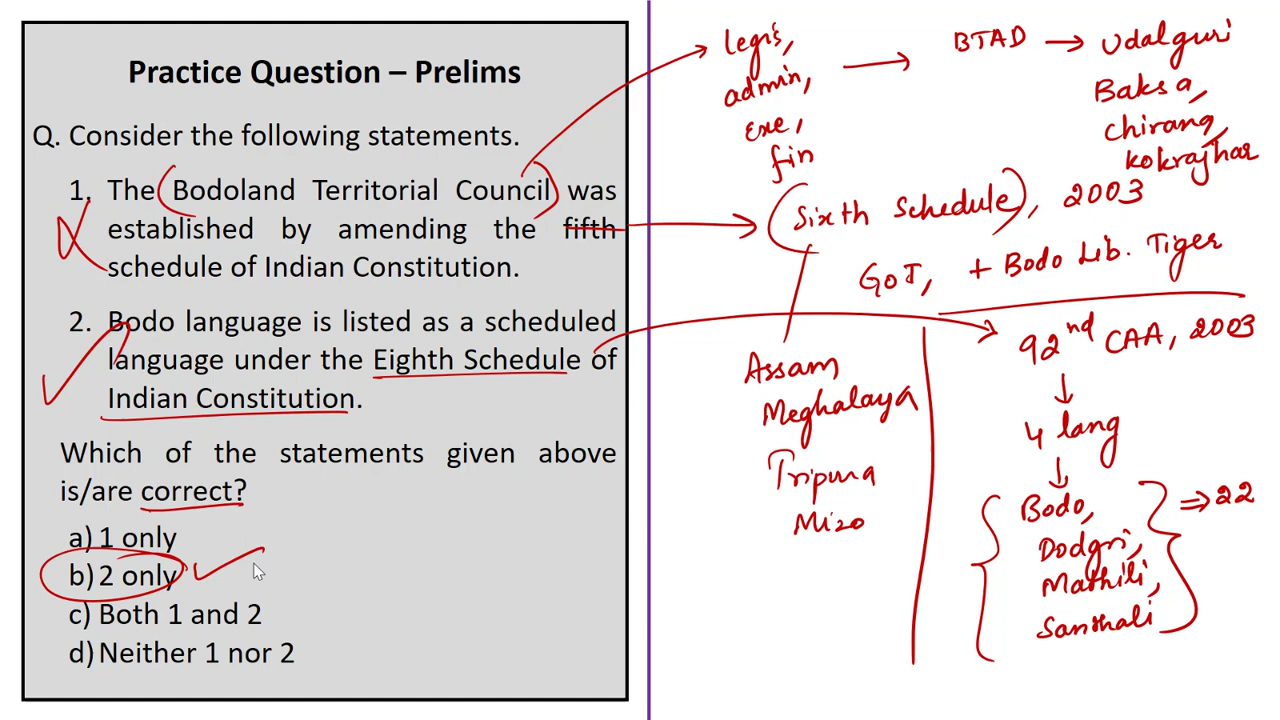 Practice Question – Prelims
Q. Consider the following statements.
1. The Bodoland Territorial Council was
established by amending the fifth
schedule of Indian Constitution.
2. Bodo language is listed as a scheduled
language under the Eighth Schedule of
Indian Constitution.
Which of the statements given above
is/are correct?
a) 1 only
b) 2 only
c) Both 1 and 2
d) Neither 1 nor 2
legis,
admin,
exe,
fin
BTAD → Udalguri
Baksa,
chirang,
kokrajhar
(Sixth Schedule), 2003
GoI, + Bodo Lib. Tiger
Assam
Meghalaya
Tripura
Mizo
92nd CAA, 2003
4 lang
Bodo,
Dodgri,
Maithili,
Santhali
⇒ 22